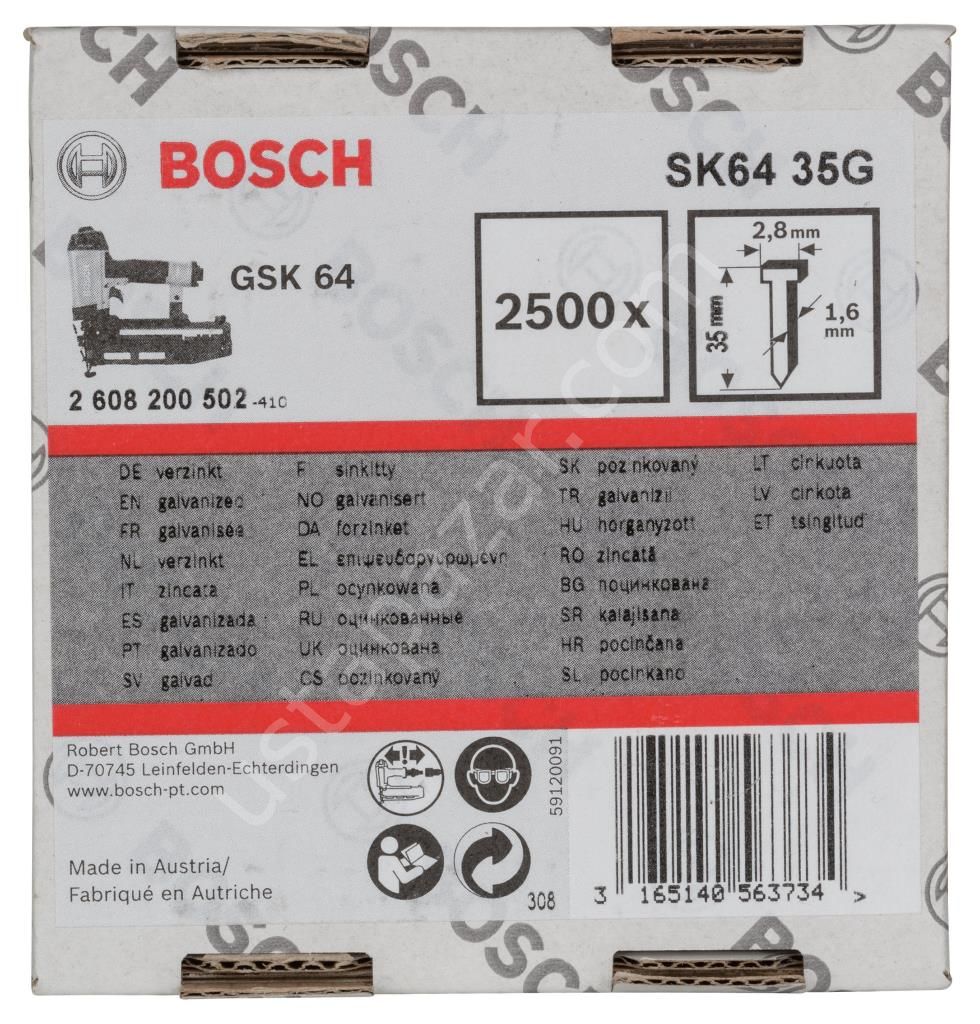 BOSCH
SK64 35G
GSK 64
2500 x
2,8 mm
35 mm
1,6
mm
2 608 200 502 -410
DE verzinkt
EN galvanized
FR galvanisée
NL verzinkt
IT zincata
ES galvanizada
PT galvanizado
SV galvad
F sinkitty
NO galvanisert
DA forzinket
EL επιψευδαργυρωμένη
PL ocynkowana
RU оцинкованные
UK оцинкована
CS pozinkovaný
SK pozinkovaný
TR galvanizli
HU horganyzott
RO zincată
BG поцинкована
SR kalajisana
HR pocinčana
SL pocinkano
LT cinkuota
LV cinkota
ET tsingitud
Robert Bosch GmbH
D-70745 Leinfelden-Echterdingen
www.bosch-pt.com
Made in Austria/
Fabriqué en Autriche
59120091
308
3 165140 563734 >
ustapazar.com